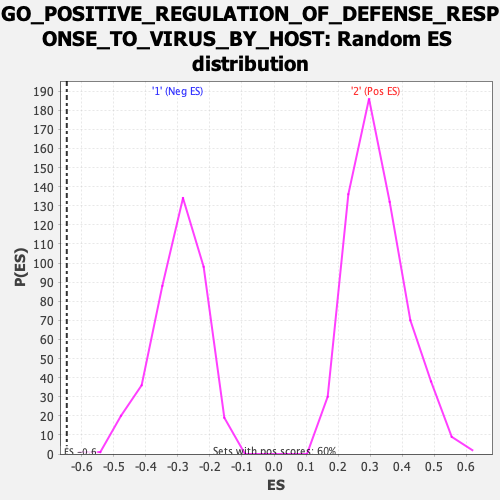 GO_POSITIVE_REGULATION_OF_DEFENSE_RESP
ONSE_TO_VIRUS_BY_HOST: Random ES
distribution
'1' (Neg ES)
'2' (Pos ES)
190
180
170
160
150
140
130
120
110
100
90
80
70
60
50
40
30
20
10
0
P(ES)
ES -0.6
Sets with pos scores: 60%
-0.6 -0.5 -0.4 -0.3 -0.2 -0.1 0.0 0.1 0.2 0.3 0.4 0.5 0.6
ES